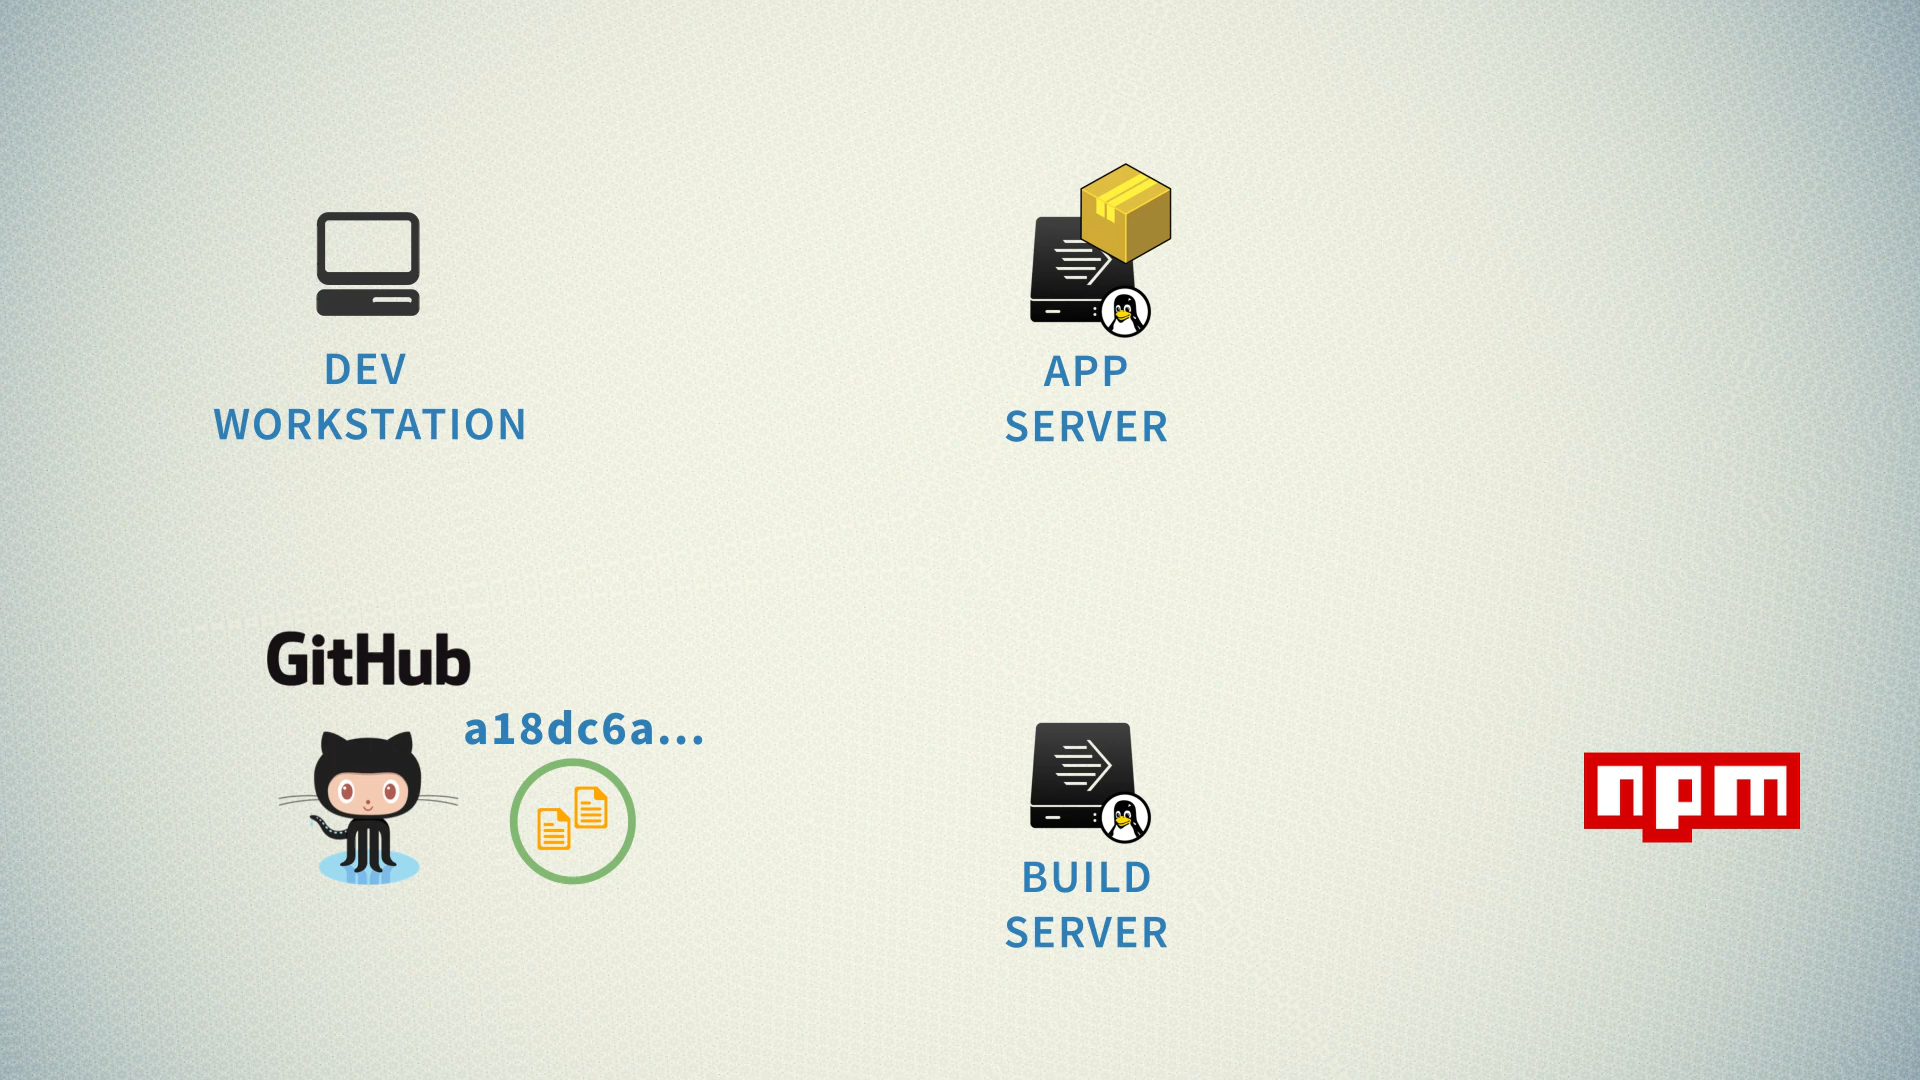 DEV
WORKSTATION
APP
SERVER
GitHub
a18dc6a...
BUILD
SERVER
npm